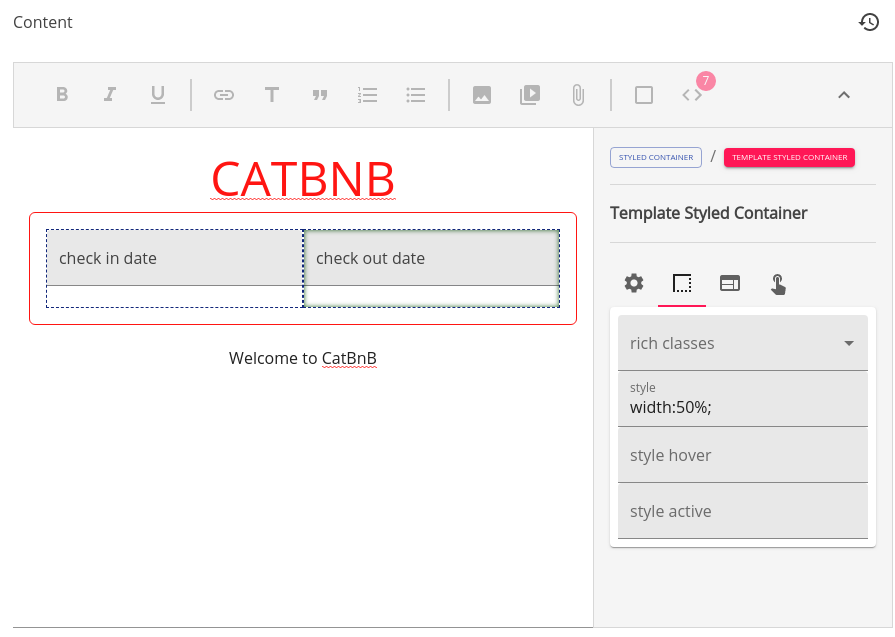 Content
7
STYLED CONTAINER / TEMPLATE STYLED CONTAINER
CATBNB
Template Styled Container
check in date check out date
rich classes
Welcome to CatBnB
style
width:50%;
style hover
style active